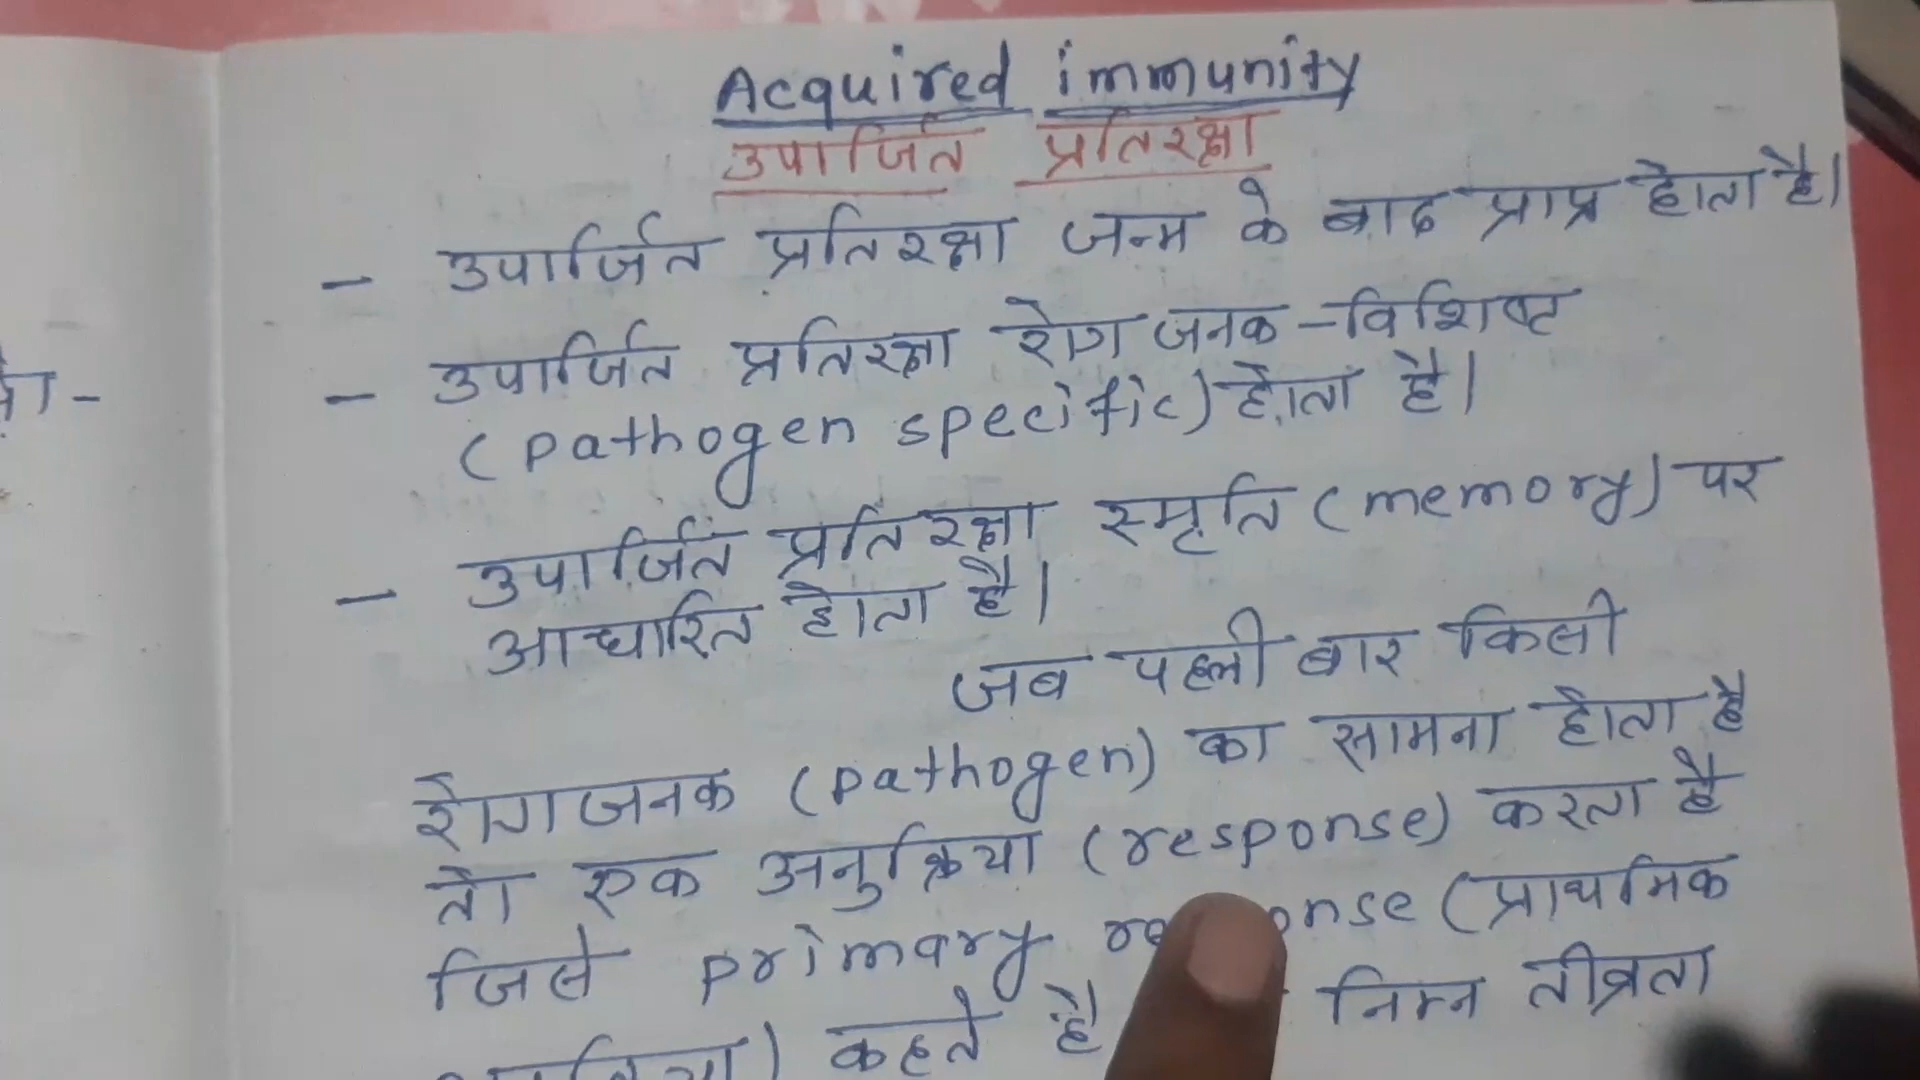 Acquired immunity
उपार्जित प्रतिरक्षा
- उपार्जित प्रतिरक्षा जन्म के बाद प्राप्र होता है।
- उपार्जित प्रतिरक्षा रोगजनक-विशिष्ट
(pathogen specific) होता है।
- उपार्जित प्रतिरक्षा स्मृति (memory) पर
आधारित होता है।
जब पहली बार किसी
रोगजनक (pathogen) का सामना होता है
तो एक अनुक्रिया (response) करता है
जिसे primary (प्राथमिक
कहते है निम्न तीव्रता